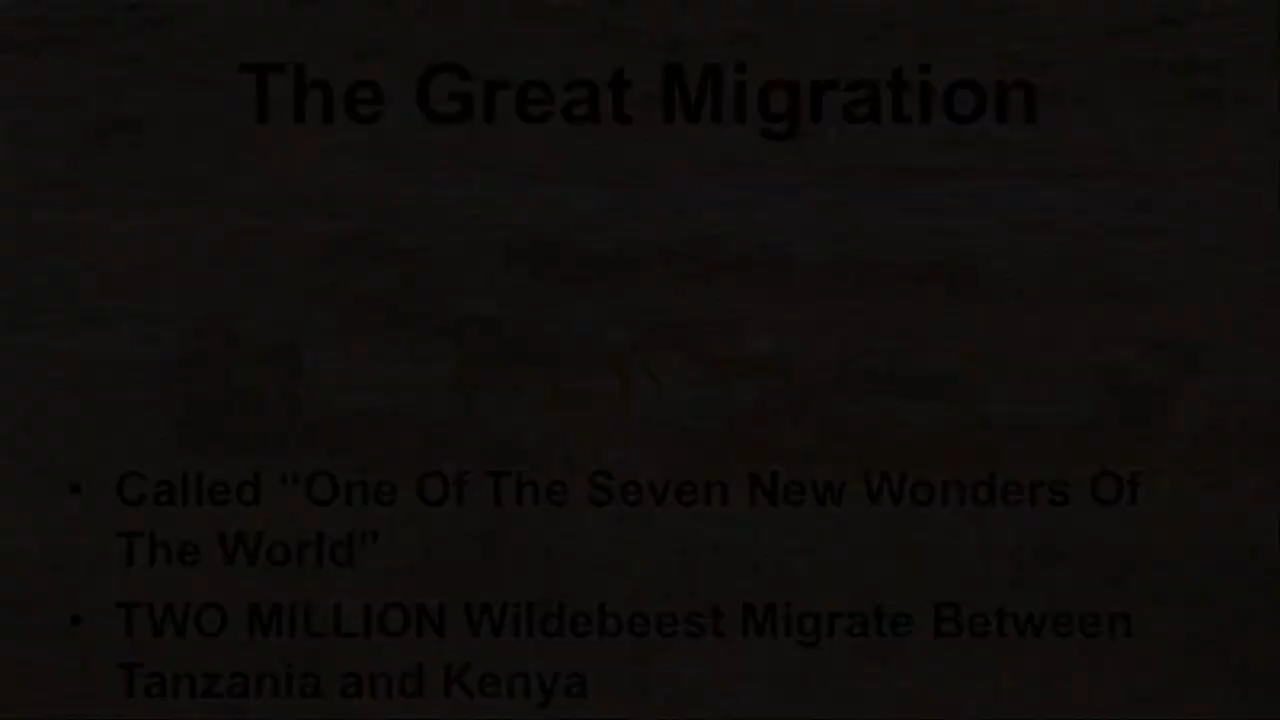 The Great Migration
• Called "One Of The Seven New Wonders Of
The World"
• TWO MILLION Wildebeest Migrate Between
Tanzania and Kenya